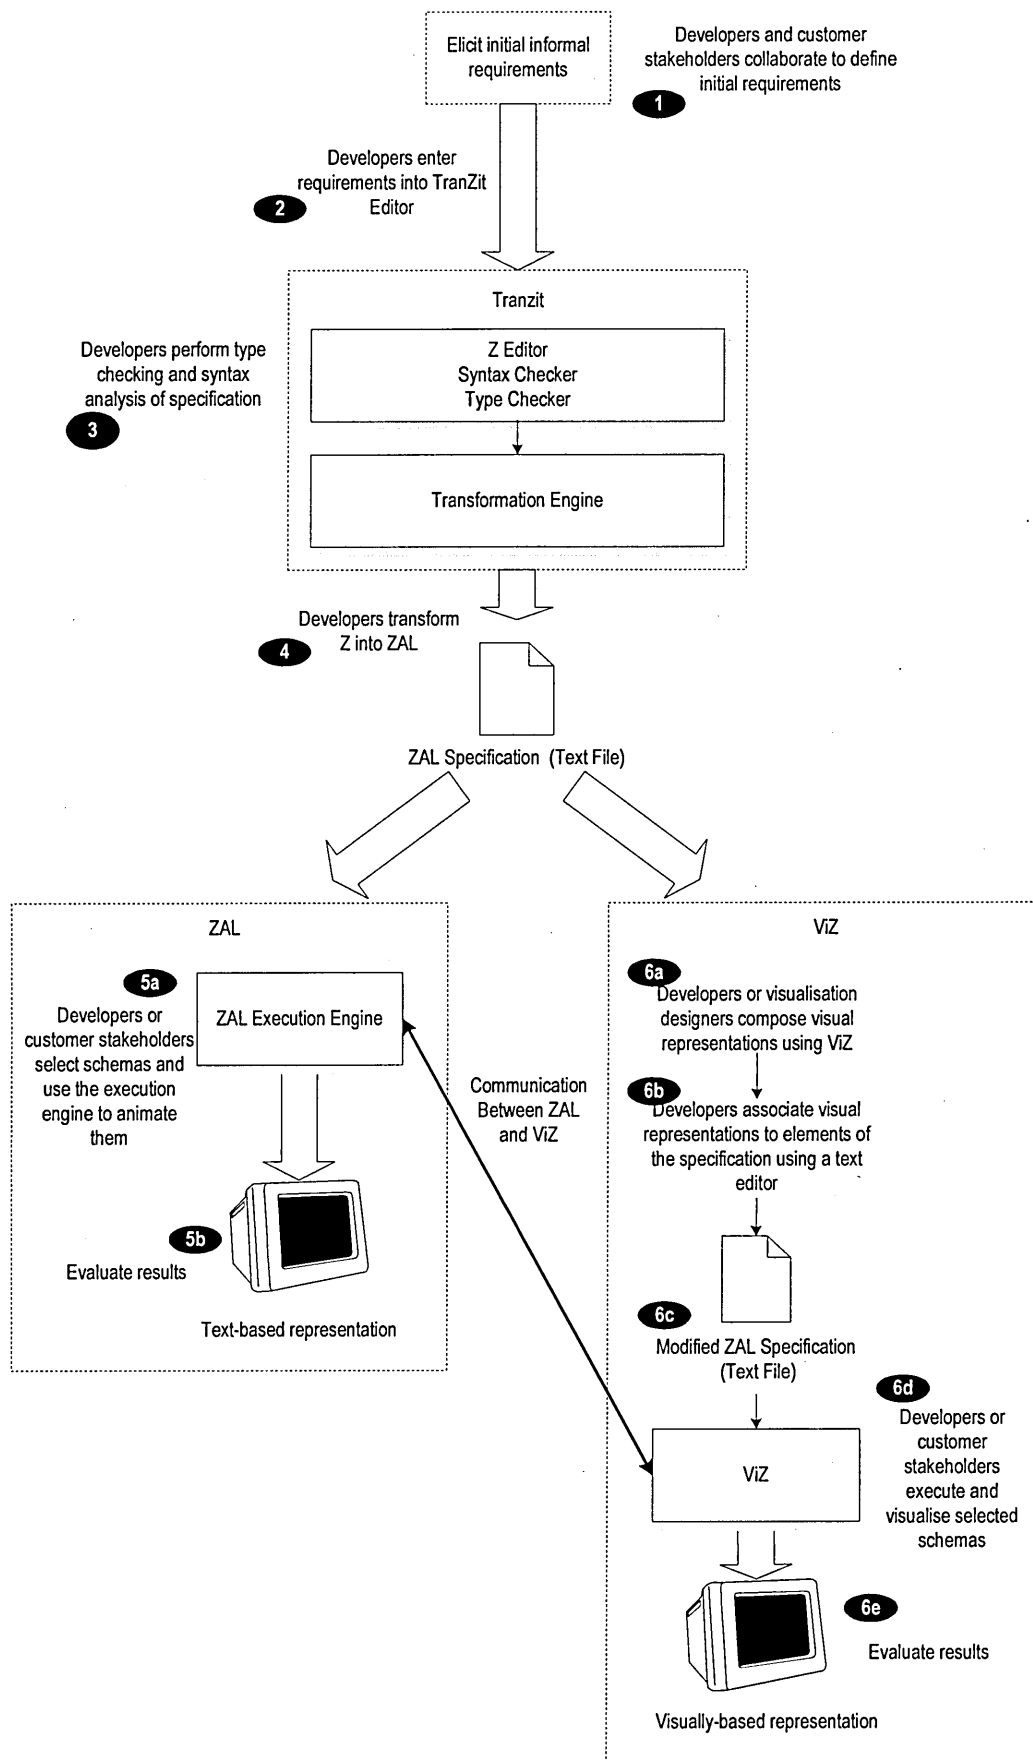 Elicit initial informal
requirements
Developers and customer
stakeholders collaborate to define
initial requirements
1
Developers enter
requirements into TranZit
Editor
2
Tranzit
Z Editor
Syntax Checker
Type Checker
Developers perform type
checking and syntax
analysis of specification
3
Transformation Engine
Developers transform
Z into ZAL
4
ZAL Specification (Text File)
ZAL
5a
Developers or
customer stakeholders
select schemas and
use the execution
engine to animate
them
ZAL Execution Engine
5b
Evaluate results
Text-based representation
Communication
Between ZAL
and ViZ
ViZ
6a
Developers or visualisation
designers compose visual
representations using ViZ
6b
Developers associate visual
representations to elements of
the specification using a text
editor
6c
Modified ZAL Specification
(Text File)
6d
Developers or
customer
stakeholders
execute and
visualise selected
schemas
ViZ
6e
Evaluate results
Visually-based representation